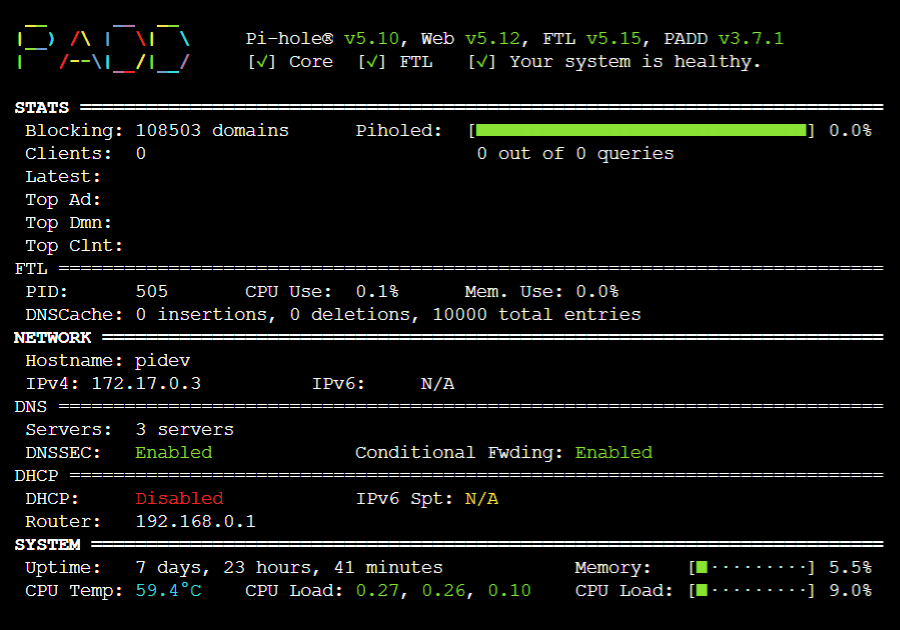 PADD
Pi-hole® v5.10, Web v5.12, FTL v5.15, PADD v3.7.1
[✓] Core [✓] FTL [✓] Your system is healthy.
STATS ==========================================================================
Blocking: 108503 domains Piholed: [■■■■■■■■■■■■■■■■■■■■■■■■■■■■■■] 0.0%
Clients: 0 0 out of 0 queries
Latest:
Top Ad:
Top Dmn:
Top Clnt:
FTL ============================================================================
PID: 505 CPU Use: 0.1% Mem. Use: 0.0%
DNSCache: 0 insertions, 0 deletions, 10000 total entries
NETWORK ========================================================================
Hostname: pidev
IPv4: 172.17.0.3 IPv6: N/A
DNS ============================================================================
Servers: 3 servers
DNSSEC: Enabled Conditional Fwding: Enabled
DHCP ===========================================================================
DHCP: Disabled IPv6 Spt: N/A
Router: 192.168.0.1
SYSTEM =========================================================================
Uptime: 7 days, 23 hours, 41 minutes Memory: [■·········] 5.5%
CPU Temp: 59.4°C CPU Load: 0.27, 0.26, 0.10 CPU Load: [■·········] 9.0%